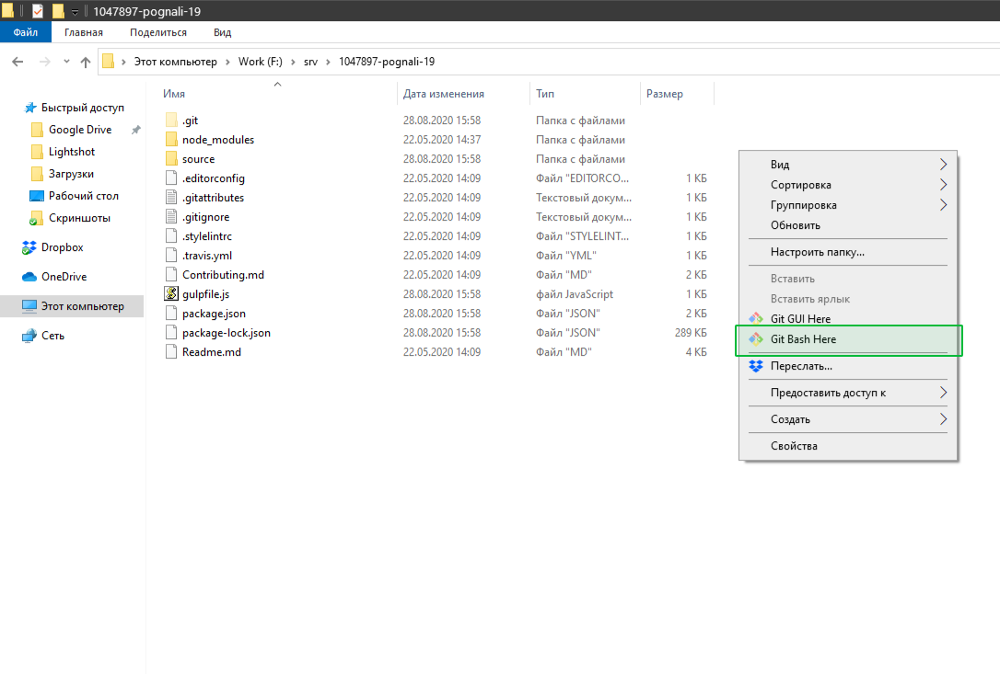 1047897-pognali-19
Файл Главная Поделиться Вид
Этот компьютер Work (F:) srv 1047897-pognali-19
Быстрый доступ
Google Drive
Lightshot
Загрузки
Рабочий стол
Скриншоты
Dropbox
OneDrive
Этот компьютер
Сеть
Имя Дата изменения Тип Размер
.git 28.08.2020 15:58 Папка с файлами
node_modules 22.05.2020 14:37 Папка с файлами
source 28.08.2020 15:58 Папка с файлами
.editorconfig 22.05.2020 14:09 Файл "EDITORCO... 1 КБ
.gitattributes 22.05.2020 14:09 Текстовый докум... 1 КБ
.gitignore 22.05.2020 14:09 Текстовый докум... 1 КБ
.stylelintrc 22.05.2020 14:09 Файл "STYLELINT... 1 КБ
.travis.yml 22.05.2020 14:09 Файл "YML" 1 КБ
Contributing.md 22.05.2020 14:09 Файл "MD" 2 КБ
gulpfile.js 28.08.2020 15:58 файл JavaScript 1 КБ
package.json 28.08.2020 15:58 Файл "JSON" 2 КБ
package-lock.json 28.08.2020 15:58 Файл "JSON" 289 КБ
Readme.md 22.05.2020 14:09 Файл "MD" 4 КБ
Вид
Сортировка
Группировка
Обновить
Настроить папку...
Вставить
Вставить ярлык
Git GUI Here
Git Bash Here
Переслать...
Предоставить доступ к
Создать
Свойства